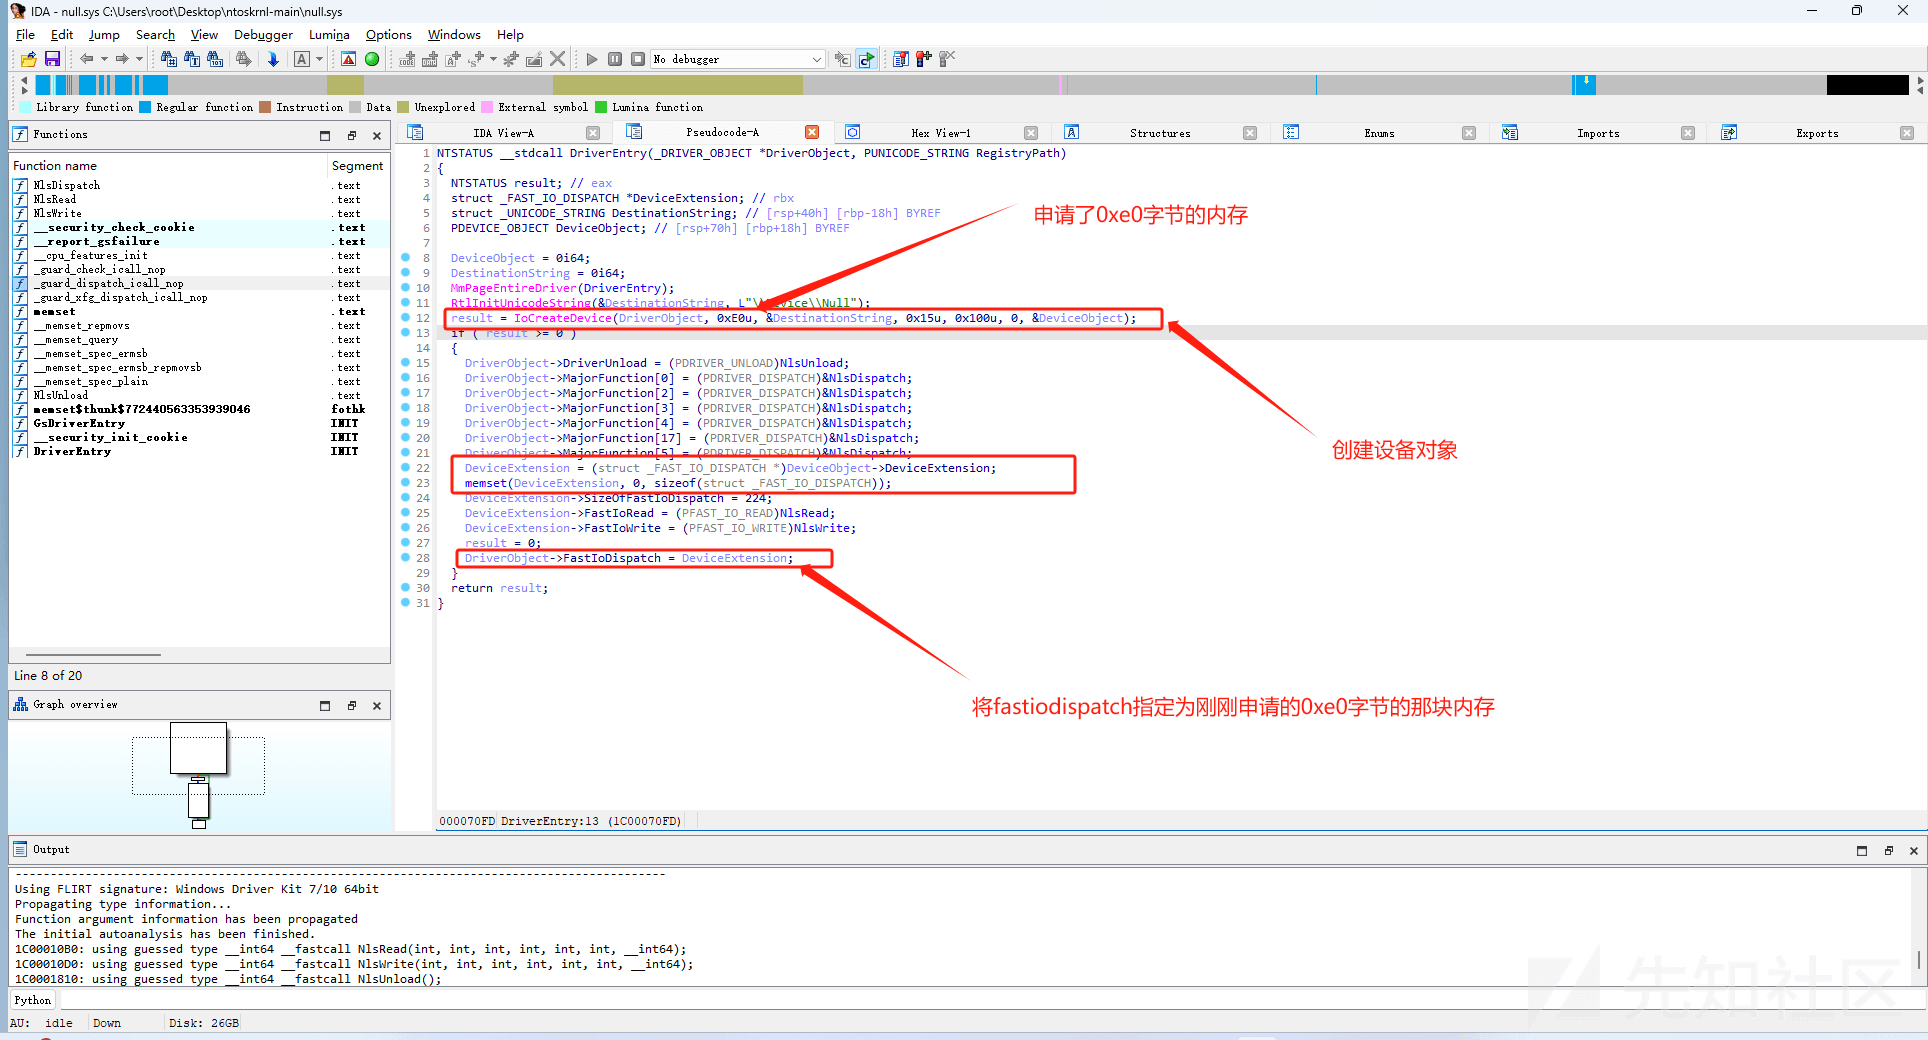 IDA - null.sys C:\Users\root\Desktop\ntoskrnl-main\null.sys
File Edit Jump Search View Debugger Lumina Options Windows Help
No debugger
Library function Regular function Instruction Data Unexplored External symbol Lumina function
Functions
Function name Segment
NlsDispatch .text
NlsRead .text
NlsWrite .text
__security_check_cookie .text
__report_gsfailure .text
__cpu_features_init .text
_guard_check_icall_nop .text
_guard_dispatch_icall_nop .text
_guard_xfg_dispatch_icall_nop .text
memset .text
__memset_repmovs .text
__memset_query .text
__memset_spec_ermsb .text
__memset_spec_ermsb_repmovsb .text
__memset_spec_plain .text
NlsUnload .text
memset$thunk$772440563353939046 fothk
GsDriverEntry INIT
__security_init_cookie INIT
DriverEntry INIT
Line 8 of 20
Graph overview
IDA View-A Pseudocode-A Hex View-1 Structures Enums Imports Exports
1 NTSTATUS __stdcall DriverEntry(_DRIVER_OBJECT *DriverObject, PUNICODE_STRING RegistryPath)
2 {
3 NTSTATUS result; // eax
4 struct _FAST_IO_DISPATCH *DeviceExtension; // rbx
5 struct _UNICODE_STRING DestinationString; // [rsp+40h] [rbp-18h] BYREF
6 PDEVICE_OBJECT DeviceObject; // [rsp+70h] [rbp+18h] BYREF
7
8 DeviceObject = 0i64;
9 DestinationString = 0i64;
10 MmPageEntireDriver(DriverEntry);
11 RtlInitUnicodeString(&DestinationString, L"\\Device\\Null");
12 result = IoCreateDevice(DriverObject, 0xE0u, &DestinationString, 0x15u, 0x100u, 0, &DeviceObject);
13 if ( result >= 0 )
14 {
15 DriverObject->DriverUnload = (PDRIVER_UNLOAD)NlsUnload;
16 DriverObject->MajorFunction[0] = (PDRIVER_DISPATCH)&NlsDispatch;
17 DriverObject->MajorFunction[2] = (PDRIVER_DISPATCH)&NlsDispatch;
18 DriverObject->MajorFunction[3] = (PDRIVER_DISPATCH)&NlsDispatch;
19 DriverObject->MajorFunction[4] = (PDRIVER_DISPATCH)&NlsDispatch;
20 DriverObject->MajorFunction[17] = (PDRIVER_DISPATCH)&NlsDispatch;
21 DriverObject->MajorFunction[5] = (PDRIVER_DISPATCH)&NlsDispatch;
22 DeviceExtension = (struct _FAST_IO_DISPATCH *)DeviceObject->DeviceExtension;
23 memset(DeviceExtension, 0, sizeof(struct _FAST_IO_DISPATCH));
24 DeviceExtension->SizeOfFastIoDispatch = 224;
25 DeviceExtension->FastIoRead = (PFAST_IO_READ)NlsRead;
26 DeviceExtension->FastIoWrite = (PFAST_IO_WRITE)NlsWrite;
27 result = 0;
28 DriverObject->FastIoDispatch = DeviceExtension;
29 }
30 return result;
31 }
申请了0xe0字节的内存
创建设备对象
将fastiodispatch指定为刚刚申请的0xe0字节的那块内存
000070FD DriverEntry:13 (1C00070FD)
Output
Using FLIRT signature: Windows Driver Kit 7/10 64bit
Propagating type information...
Function argument information has been propagated
The initial autoanalysis has been finished.
1C00010B0: using guessed type __int64 __fastcall NlsRead(int, int, int, int, int, int, __int64);
1C00010D0: using guessed type __int64 __fastcall NlsWrite(int, int, int, int, int, int, __int64);
1C0001810: using guessed type __int64 __fastcall NlsUnload();
Python
AU: idle Down Disk: 26GB
先知社区